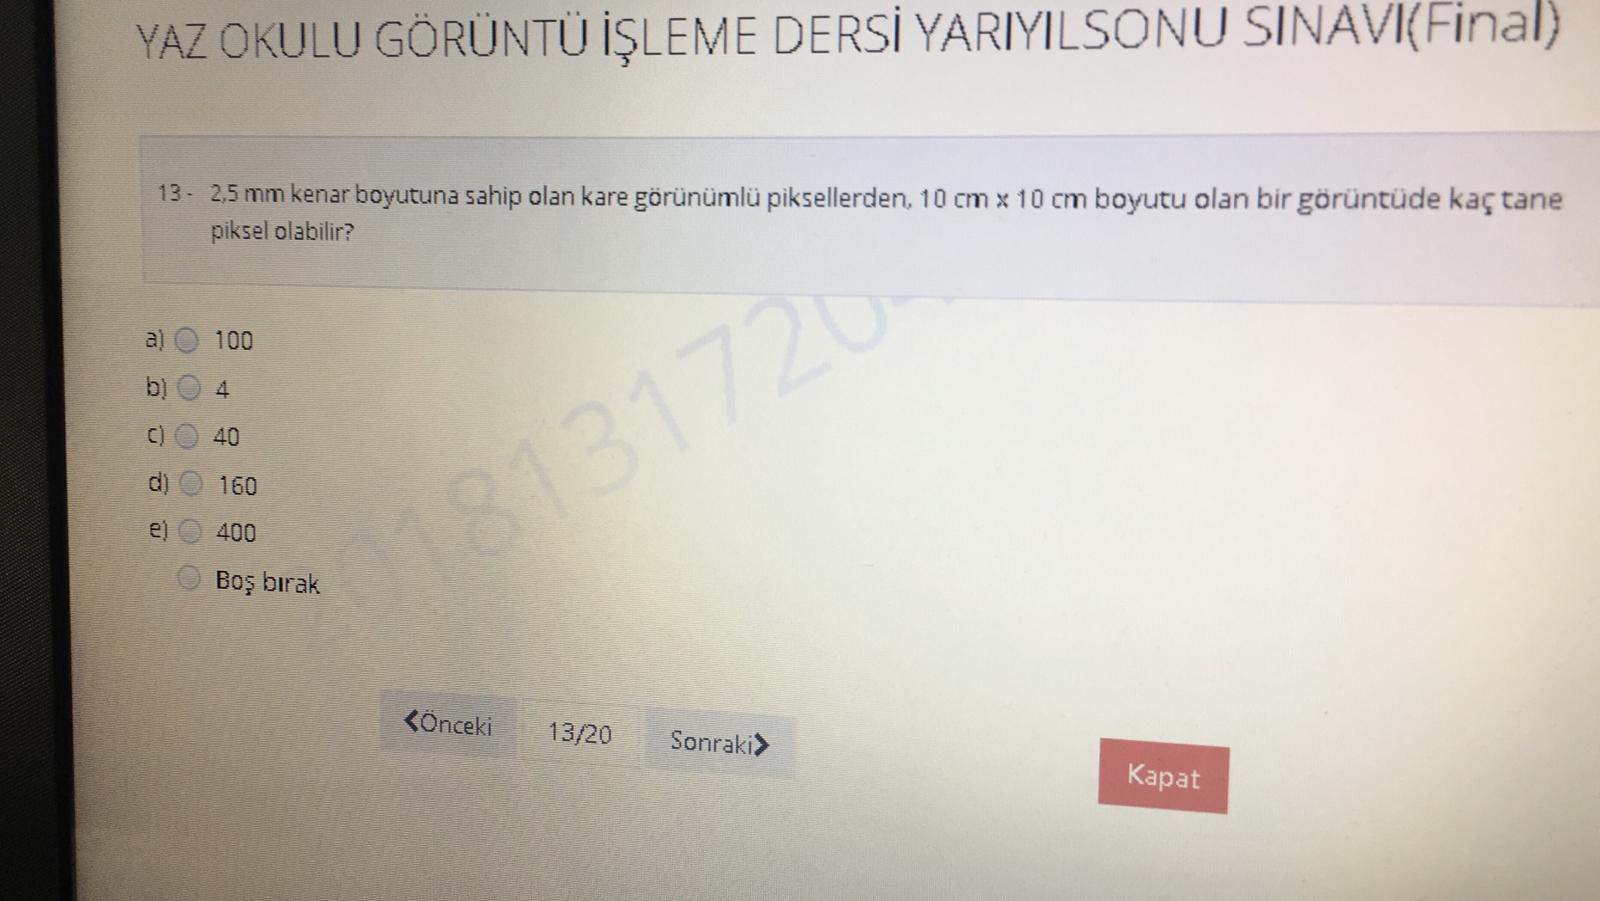 YAZ OKULU GÖRÜNTÜ İŞLEME DERSİ YARIYILSONU SINAVI(Final)
13 - 2,5 mm kenar boyutuna sahip olan kare görünümlü piksellerden, 10 cm x 10 cm boyutu olan bir görüntüde kaç tane
piksel olabilir?
a) 100
b) 4
c) 40
d) 160
e) 400
Boş bırak
Önceki 13/20 Sonraki
Kapat